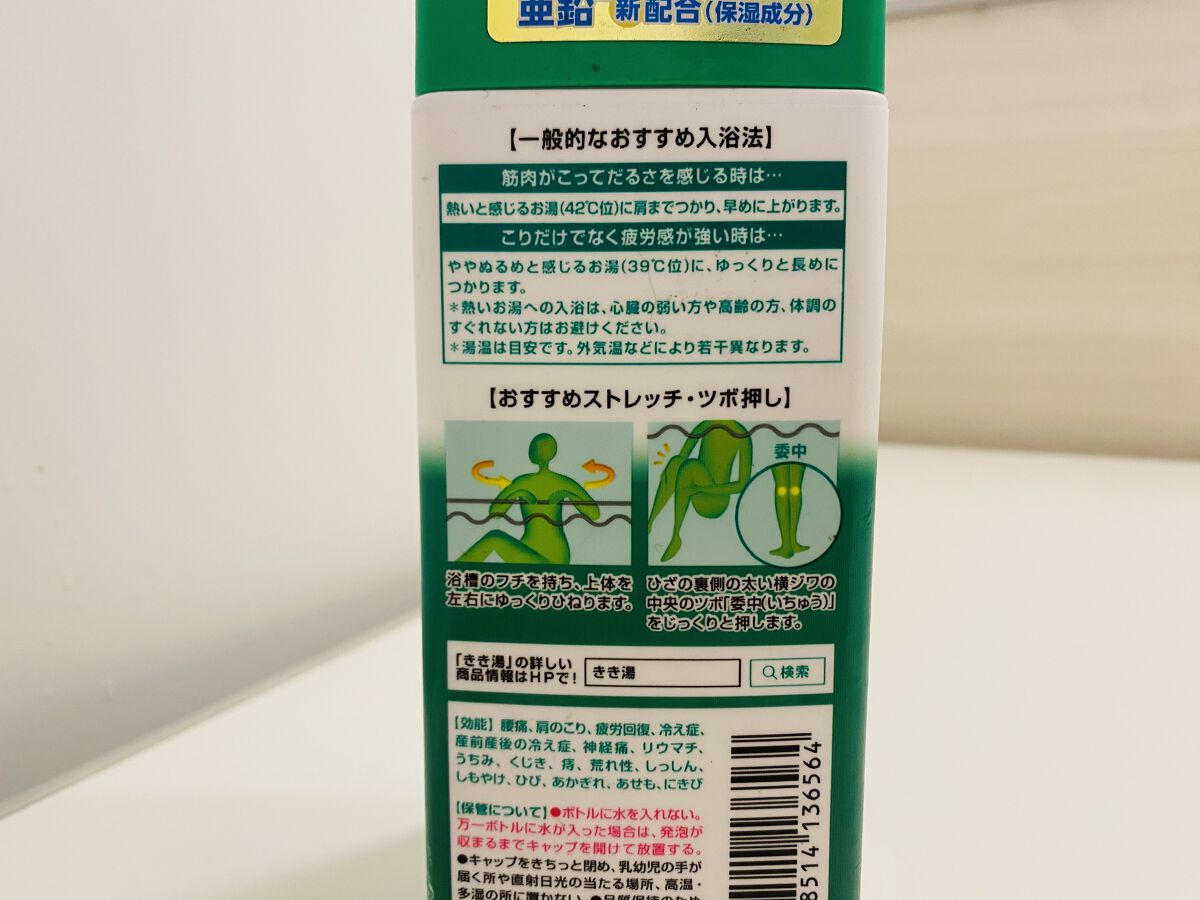 亜鉛 新配合(保湿成分)
【一般的なおすすめ入浴法】
筋肉がこってだるさを感じる時は…
熱いと感じるお湯(42℃位)に肩までつかり、早めに上がります。
こりだけでなく疲労感が強い時は…
ややぬるめと感じるお湯(39℃位)に、ゆっくりと長めに
つかります。
＊熱いお湯への入浴は、心臓の弱い方や高齢の方、体調の
すぐれない方はお避けください。
＊湯温は目安です。外気温などにより若干異なります。
【おすすめストレッチ・ツボ押し】
委中
浴槽のフチを持ち、上体を
左右にゆっくりひねります。
ひざの裏側の太い横ジワの
中央のツボ「委中(いちゅう)」
をじっくりと押します。
「きき湯」の詳しい
商品情報はHPで！
きき湯
検索
【効能】腰痛、肩のこり、疲労回復、冷え症、
産前産後の冷え症、神経痛、リウマチ、
うちみ、くじき、痔、荒れ性、しっしん、
しもやけ、ひび、あかぎれ、あせも、にきび
【保管について】●ボトルに水を入れない。
万一ボトルに水が入った場合は、発泡が
収まるまでキャップを開けて放置する。
●キャップをきちっと閉め、乳幼児の手が
届く所や直射日光の当たる場所、高温・
多湿の所に置かない。●品質保持のため
8514 136564